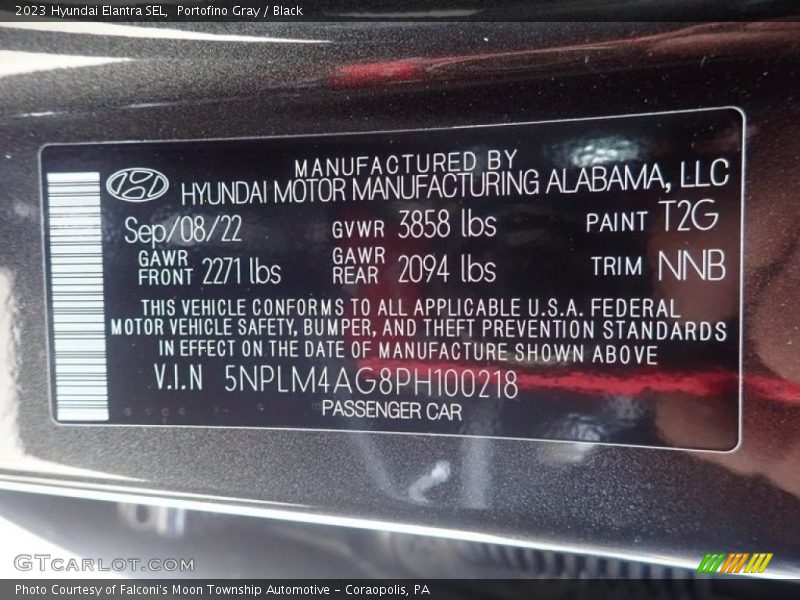 2023 Hyundai Elantra SEL, Portofino Gray / Black
MANUFACTURED BY
HYUNDAI MOTOR MANUFACTURING ALABAMA, LLC
Sep/08/22 GVWR 3858 lbs PAINT T2G
GAWR FRONT 2271 lbs GAWR REAR 2094 lbs TRIM NNB
THIS VEHICLE CONFORMS TO ALL APPLICABLE U.S.A. FEDERAL
MOTOR VEHICLE SAFETY, BUMPER, AND THEFT PREVENTION STANDARDS
IN EFFECT ON THE DATE OF MANUFACTURE SHOWN ABOVE
V.I.N 5NPLM4AG8PH100218
PASSENGER CAR
GTCARLOT.COM
Photo Courtesy of Falconi's Moon Township Automotive - Coraopolis, PA